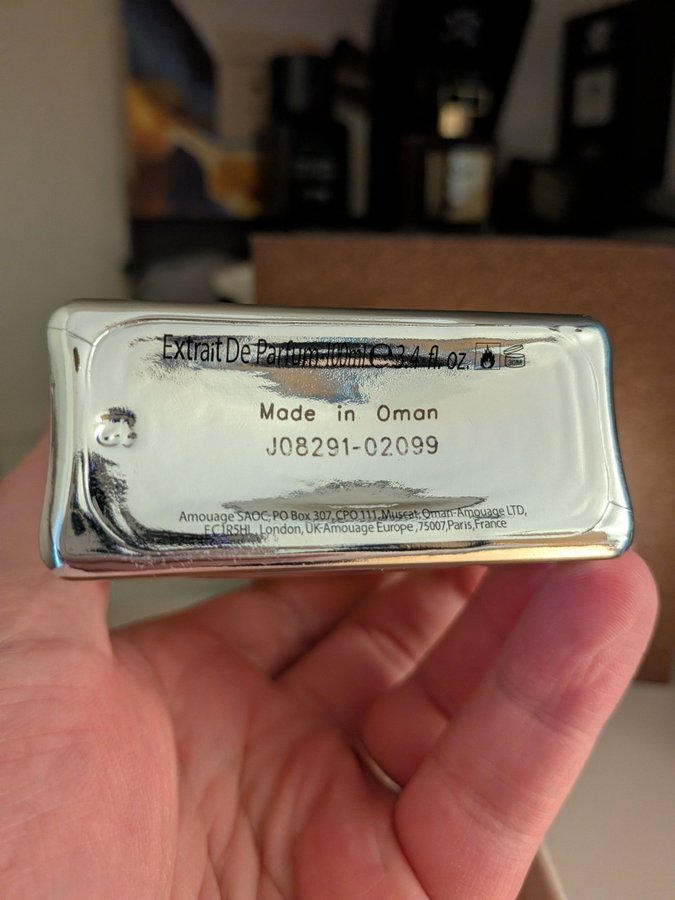 Extrait De Parfum-100ml ℮ 3.4 fl. oz. 30M
Made in Oman
J08291-02099
Amouage SAOC, PO Box 307, CPO 111, Muscat, Oman-Amouage LTD,
EC1R5HL, London, UK-Amouage Europe, 75007, Paris, France